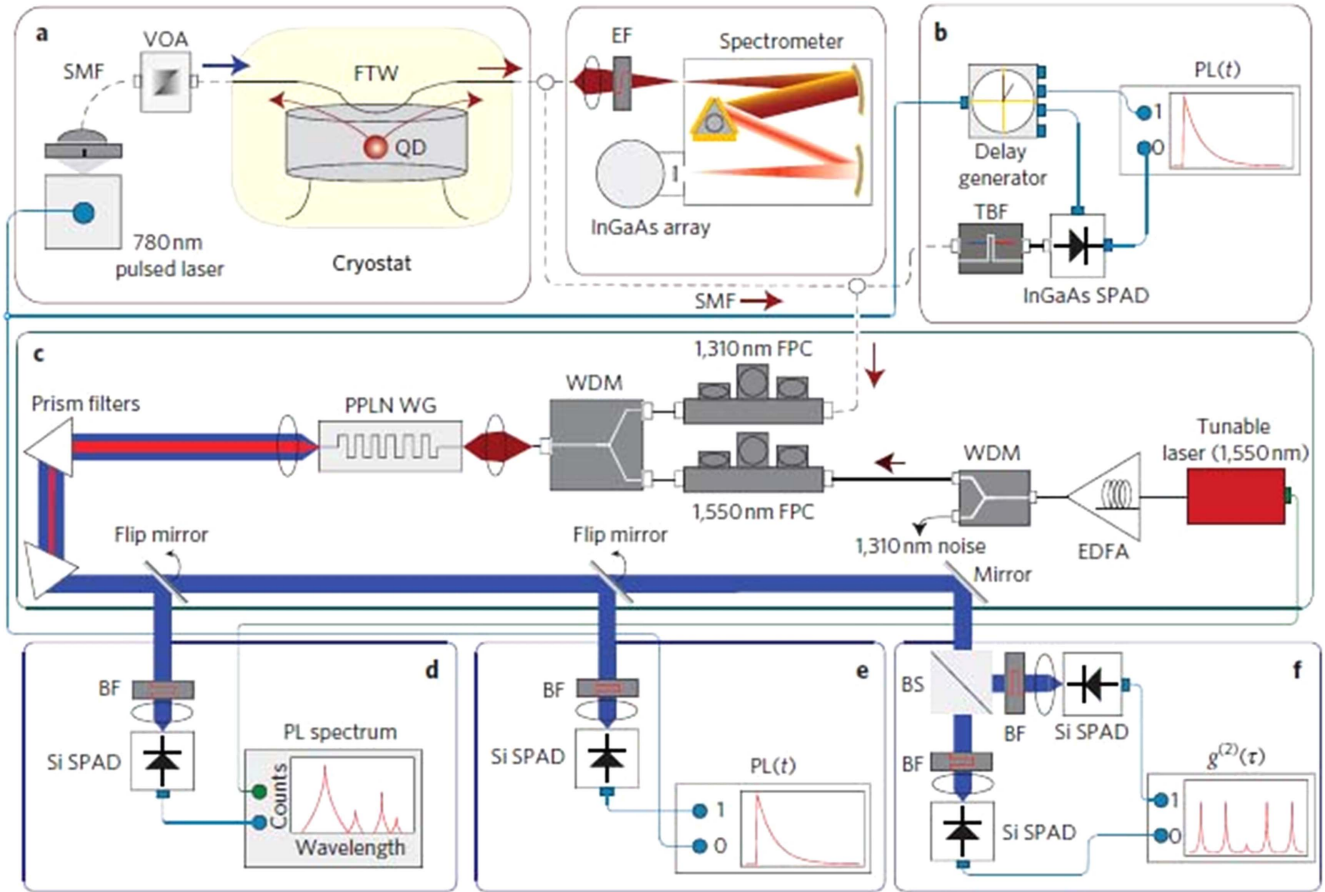 a
VOA
SMF
FTW
QD
780 nm
pulsed laser
Cryostat
EF
Spectrometer
InGaAs array
b
PL(t)
1
0
Delay
generator
TBF
InGaAs SPAD
SMF
c
1,310 nm FPC
WDM
Prism filters
PPLN WG
Tunable
laser (1,550 nm)
WDM
1,550 nm FPC
1,310 nm noise
EDFA
Flip mirror
Flip mirror
Mirror
d
BF
Si SPAD
PL spectrum
Counts
Wavelength
e
BF
Si SPAD
PL(t)
1
0
f
BS
BF
Si SPAD
BF
g(2)(τ)
1
0
Si SPAD